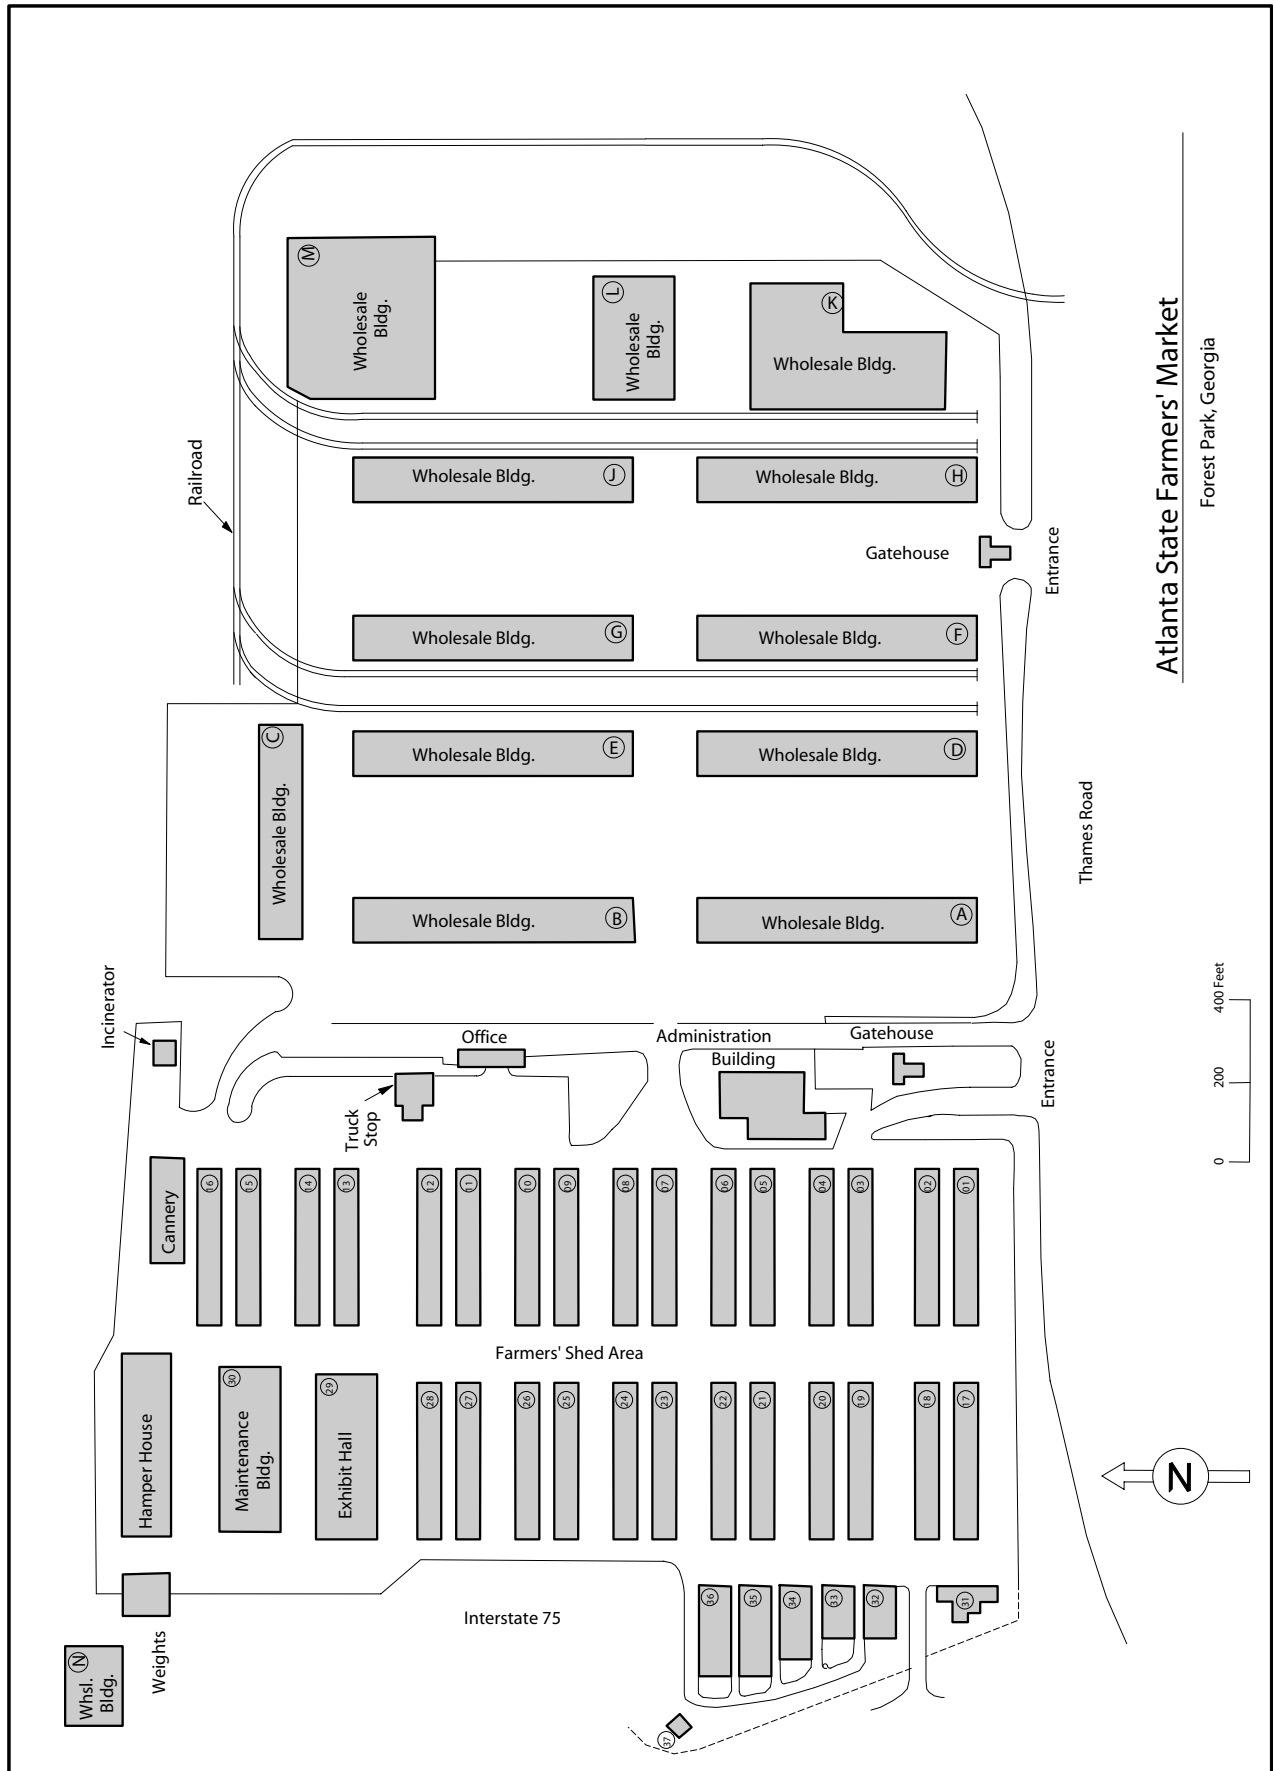 Atlanta State Farmers' Market
Forest Park, Georgia
M
Wholesale
Bldg.
L
Wholesale
Bldg.
K
Wholesale Bldg.
Railroad
Wholesale Bldg.
J
Wholesale Bldg.
H
Gatehouse
Entrance
Wholesale Bldg.
G
Wholesale Bldg.
F
C
Wholesale Bldg.
Wholesale Bldg.
E
Wholesale Bldg.
D
Thames Road
Wholesale Bldg.
B
Wholesale Bldg.
A
Incinerator
Office
Administration
Building
Gatehouse
Entrance
Truck
Stop
0
200
400 Feet
Cannery
16
15
14
13
12
11
10
09
08
07
06
05
04
03
02
01
Farmers' Shed Area
Hamper House
30
Maintenance
Bldg.
29
Exhibit Hall
28
27
26
25
24
23
22
21
20
19
18
17
N
Interstate 75
36
35
34
33
32
31
Weights
N
Whsl.
Bldg.
37